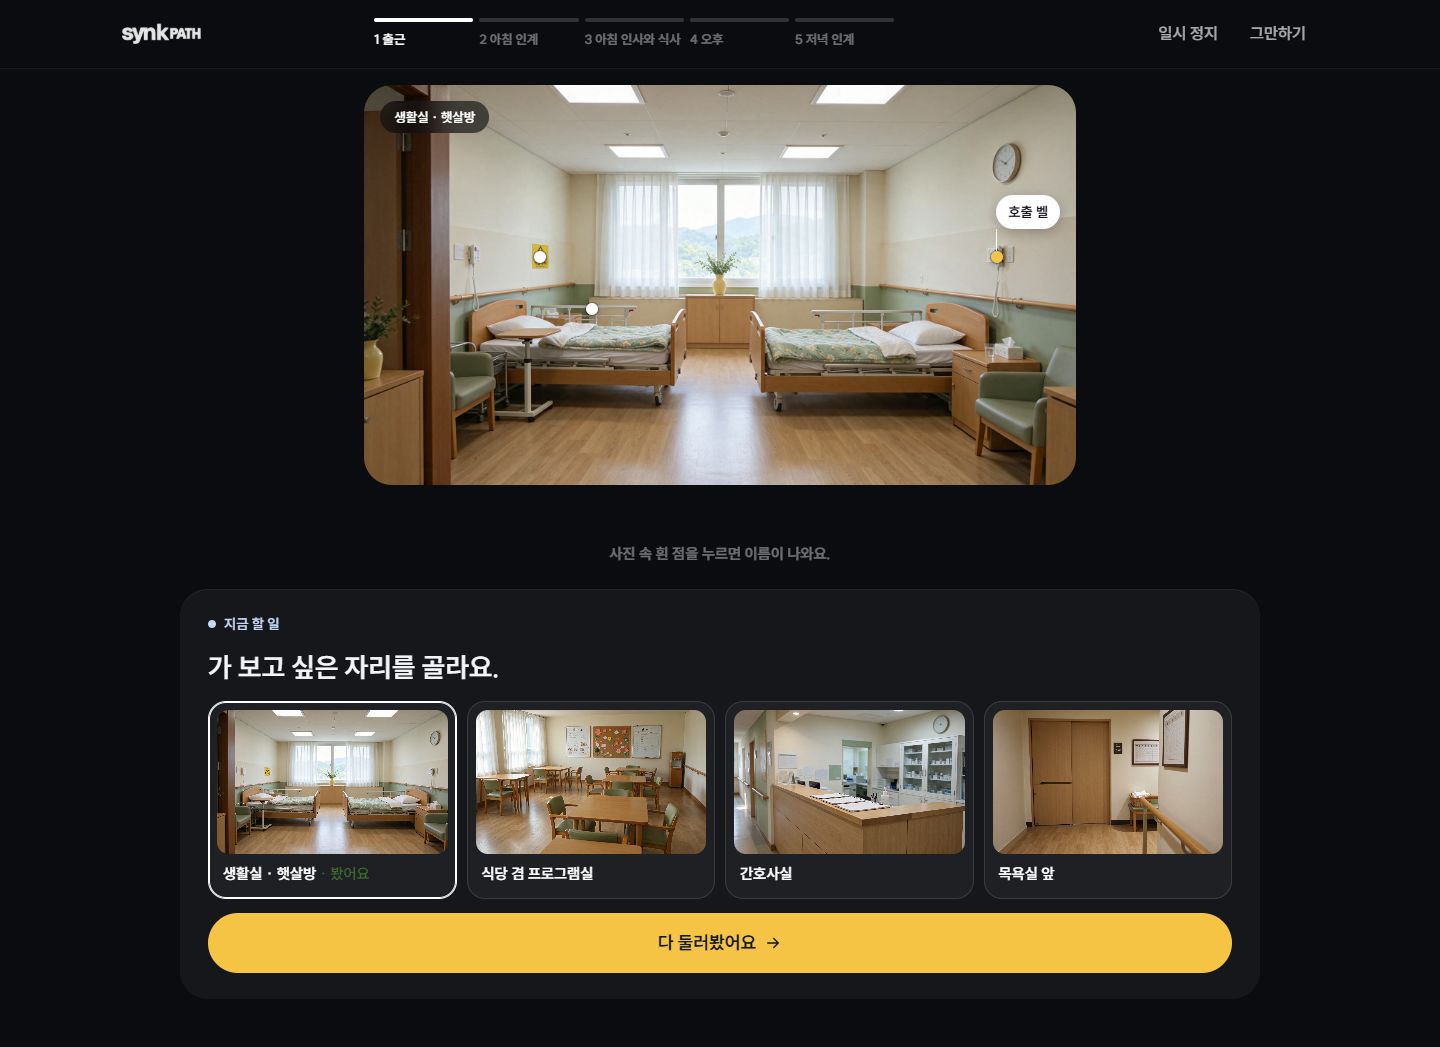 synkPATH
1 출근
2 아침 인계
3 아침 인사와 식사
4 오후
5 저녁 인계
일시 정지
그만하기
생활실 · 햇살방
호출 벨
사진 속 흰 점을 누르면 이름이 나와요.
지금 할 일
가 보고 싶은 자리를 골라요.
생활실 · 햇살방 · 봤어요
식당 겸 프로그램실
간호사실
목욕실 앞
다 둘러봤어요 →